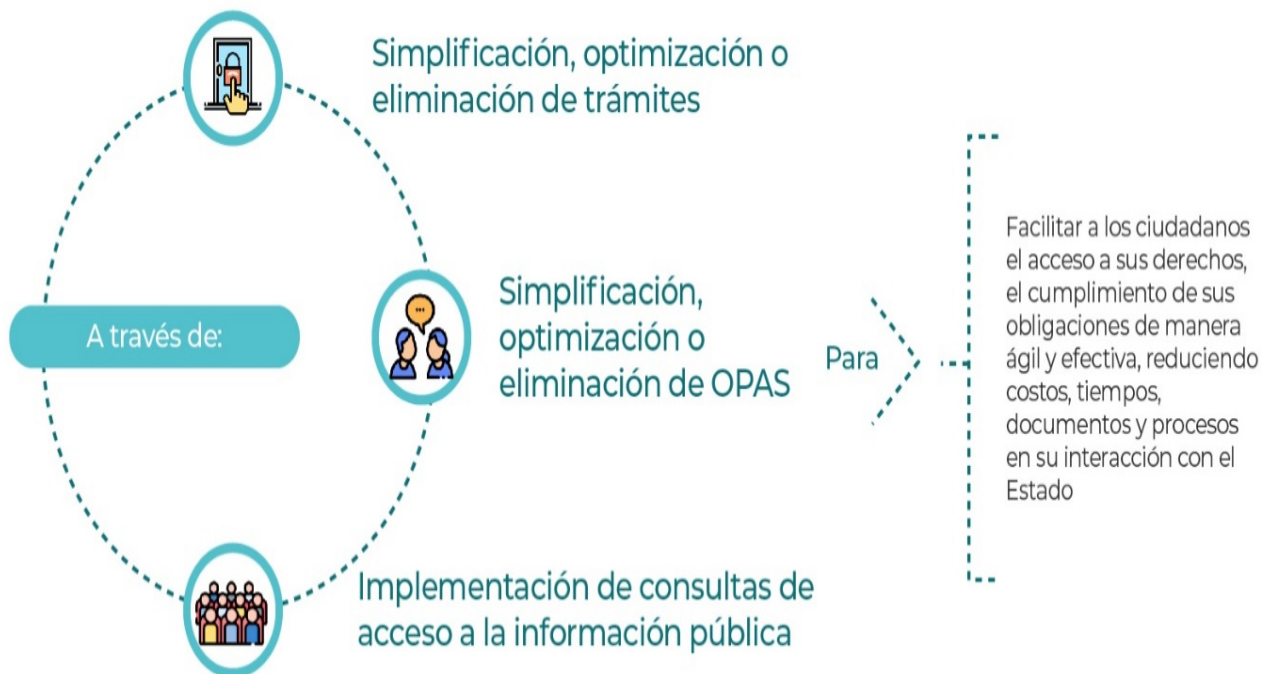 Simplificación, optimización o
eliminación de trámites
A través de:
Simplificación,
optimización o
eliminación de OPAS
Para
Facilitar a los ciudadanos
el acceso a sus derechos,
el cumplimiento de sus
obligaciones de manera
ágil y efectiva, reduciendo
costos, tiempos,
documentos y procesos
en su interacción con el
Estado
Implementación de consultas de
acceso a la información pública